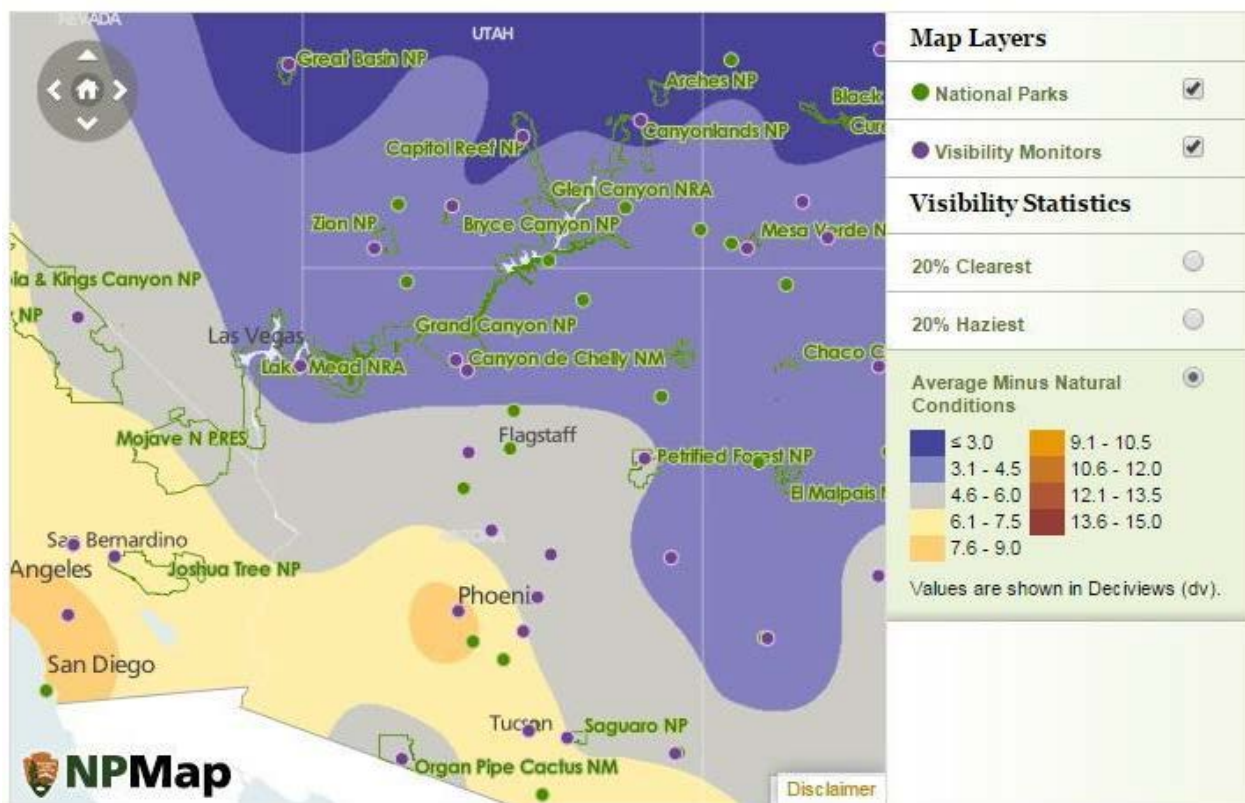 NEVADA
UTAH
Great Basin NP
Arches NP
Black
Cure
Canyonlands NP
Capitol Reef NP
Glen Canyon NRA
Zion NP
Bryce Canyon NP
Mesa Verde N
ia & Kings Canyon NP
NP
Grand Canyon NP
Las Vegas
Canyon de Chelly NM
Chaco C
Lake Mead NRA
Mojave N PRES
Flagstaff
Petrified Forest NP
El Malpais N
San Bernardino
Angeles
Joshua Tree NP
Phoeni
San Diego
Tucson
Saguaro NP
Organ Pipe Cactus NM
NPMap
Disclaimer
Map Layers
National Parks
Visibility Monitors
Visibility Statistics
20% Clearest
20% Haziest
Average Minus Natural
Conditions
≤ 3.0
3.1 - 4.5
4.6 - 6.0
6.1 - 7.5
7.6 - 9.0
9.1 - 10.5
10.6 - 12.0
12.1 - 13.5
13.6 - 15.0
Values are shown in Deciviews (dv).